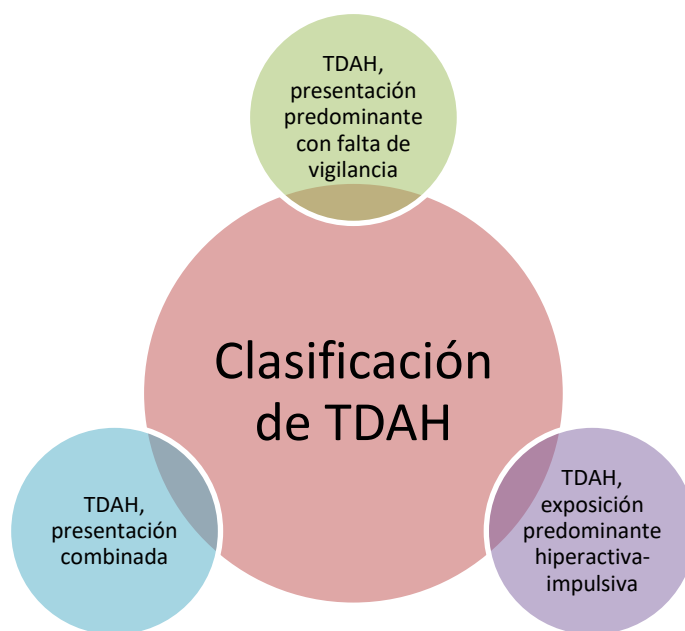 TDAH,
presentación
predominante
con falta de
vigilancia
Clasificación
de TDAH
TDAH,
presentación
combinada
TDAH,
exposición
predominante
hiperactiva-
impulsiva